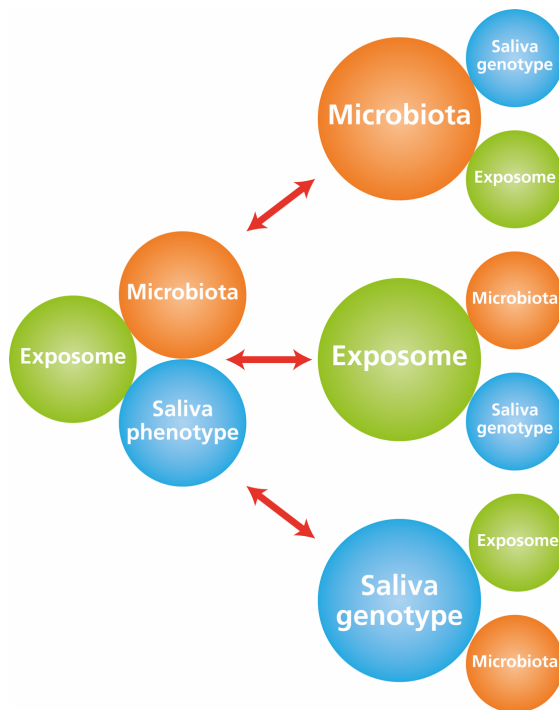 Saliva
genotype
Microbiota
Exposome
Microbiota
Exposome
Saliva
phenotype
Microbiota
Exposome
Saliva
genotype
Exposome
Saliva
genotype
Microbiota